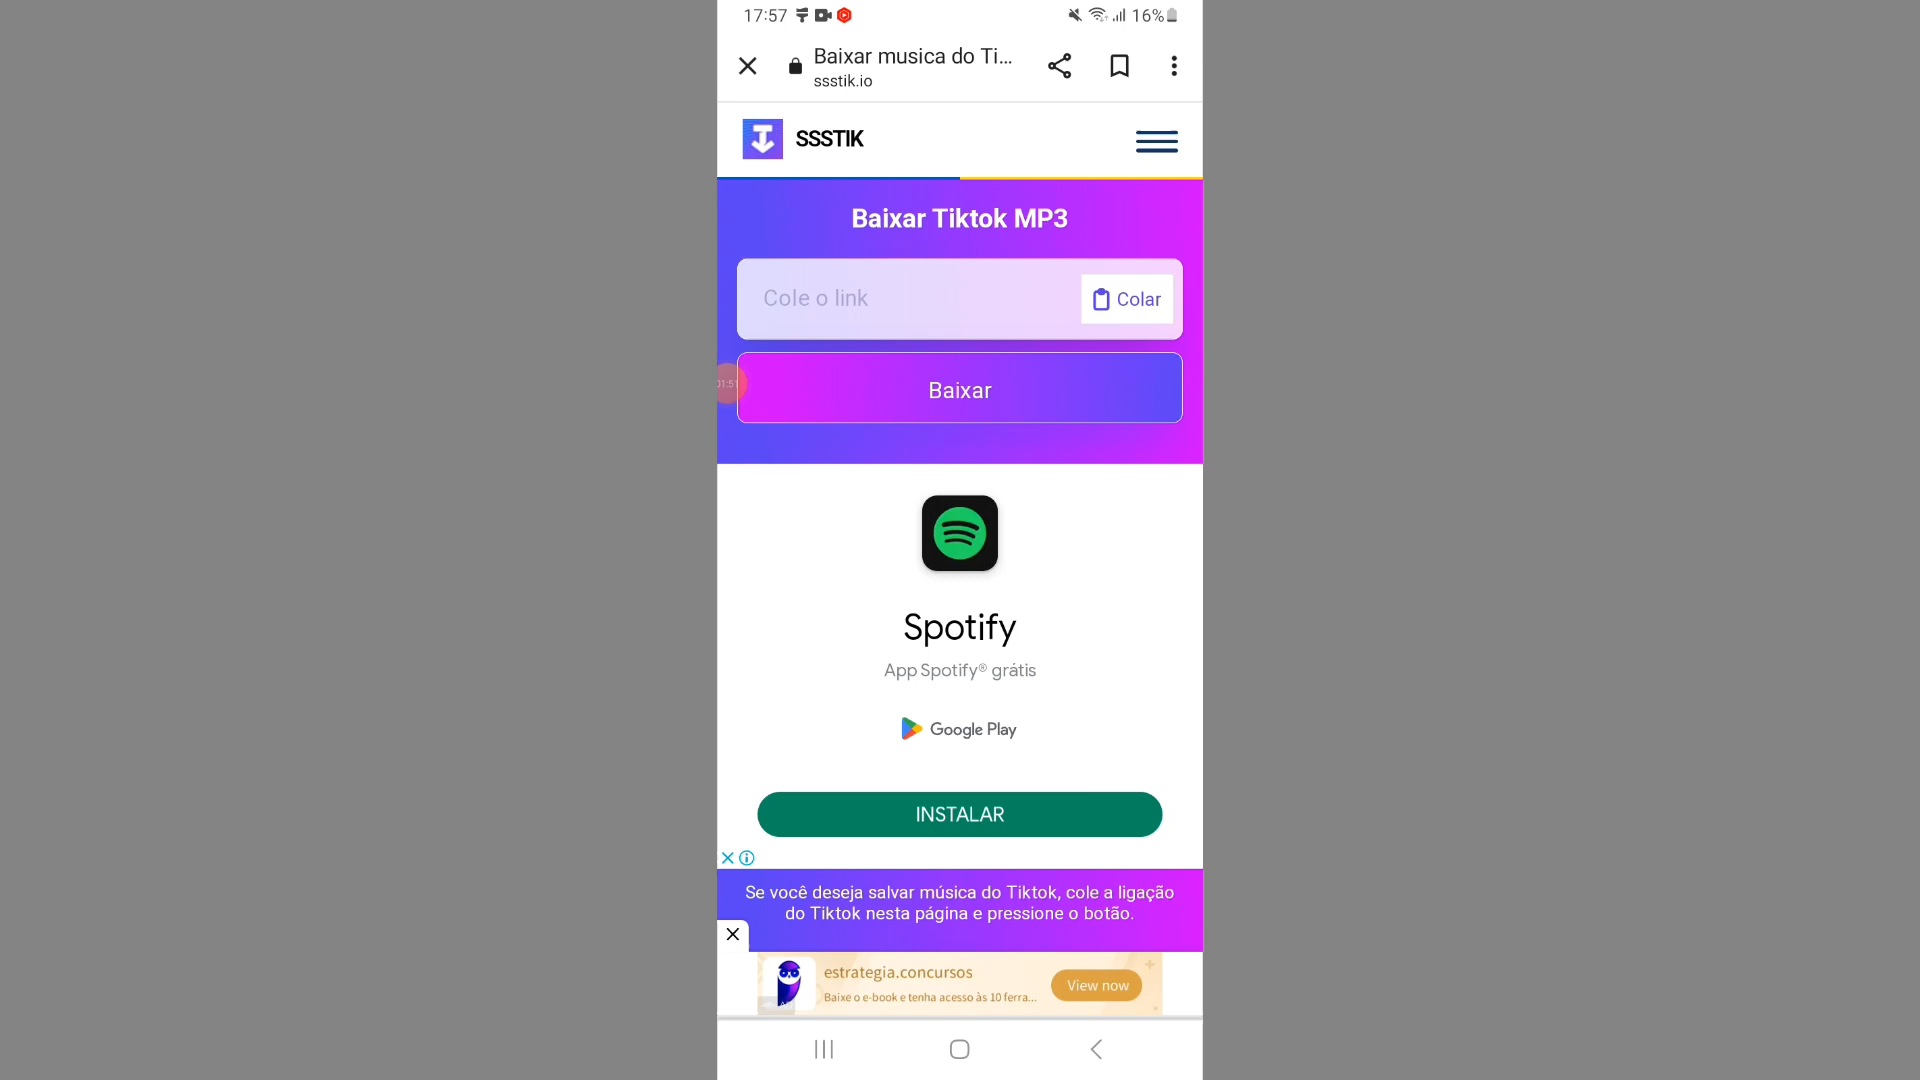 17:57
16%
Baixar musica do Ti...
ssstik.io
SSSTIK
Baixar Tiktok MP3
Cole o link
Colar
01:51
Baixar
Spotify
App Spotify® grátis
Google Play
INSTALAR
Se você deseja salvar música do Tiktok, cole a ligação
do Tiktok nesta página e pressione o botão.
estrategia.concursos
Baixe o e-book e tenha acesso às 10 ferra...
View now